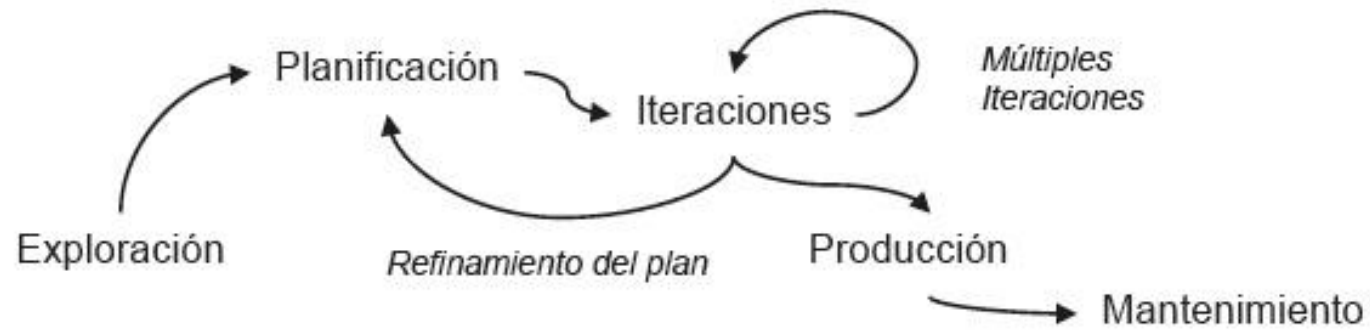 Planificación
Múltiples
Iteraciones
Iteraciones
Exploración
Refinamiento del plan
Producción
Mantenimiento